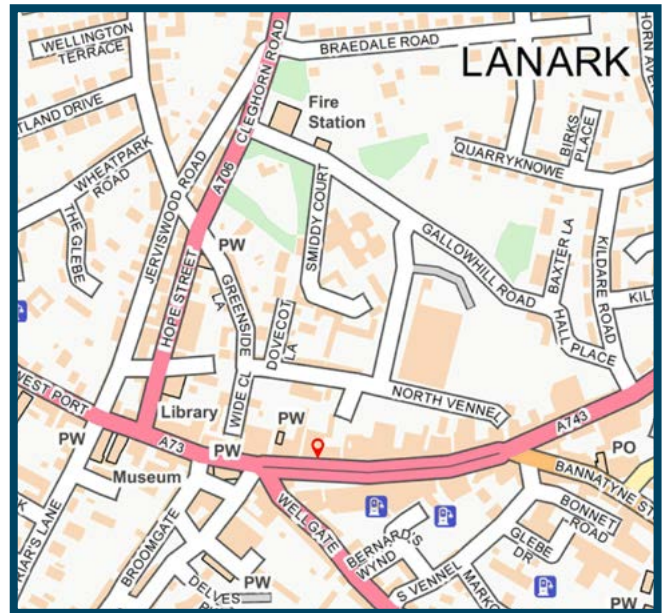 WELLINGTON
TERRACE
BRAEDALE ROAD
LANARK
CLEGHORN ROAD
Fire
Station
TLAND DRIVE
WHEATPARK
ROAD
JERVISWOOD ROAD
A706
QUARRYKNOWE
BIRKS
PLACE
THE GLEBE
PW
SMIDDY COURT
GALLOWHILL ROAD
BAXTER LA
KILDARE ROAD
HOPE STREET
GREENSIDE
LA
DOVECOT
LA
HALL PLACE
KIL
WEST PORT
Library
WIDE CL
NORTH VENNEL
A743
PW
A73
PW
PW
PO
Museum
BANNATYNE ST
WELLGATE
BROOMGATE
BERNARD'S
WYND
BONNET
ROAD
GLEBE
DR
RIAR'S LANE
DELVES
PW
S VENNEL
PW